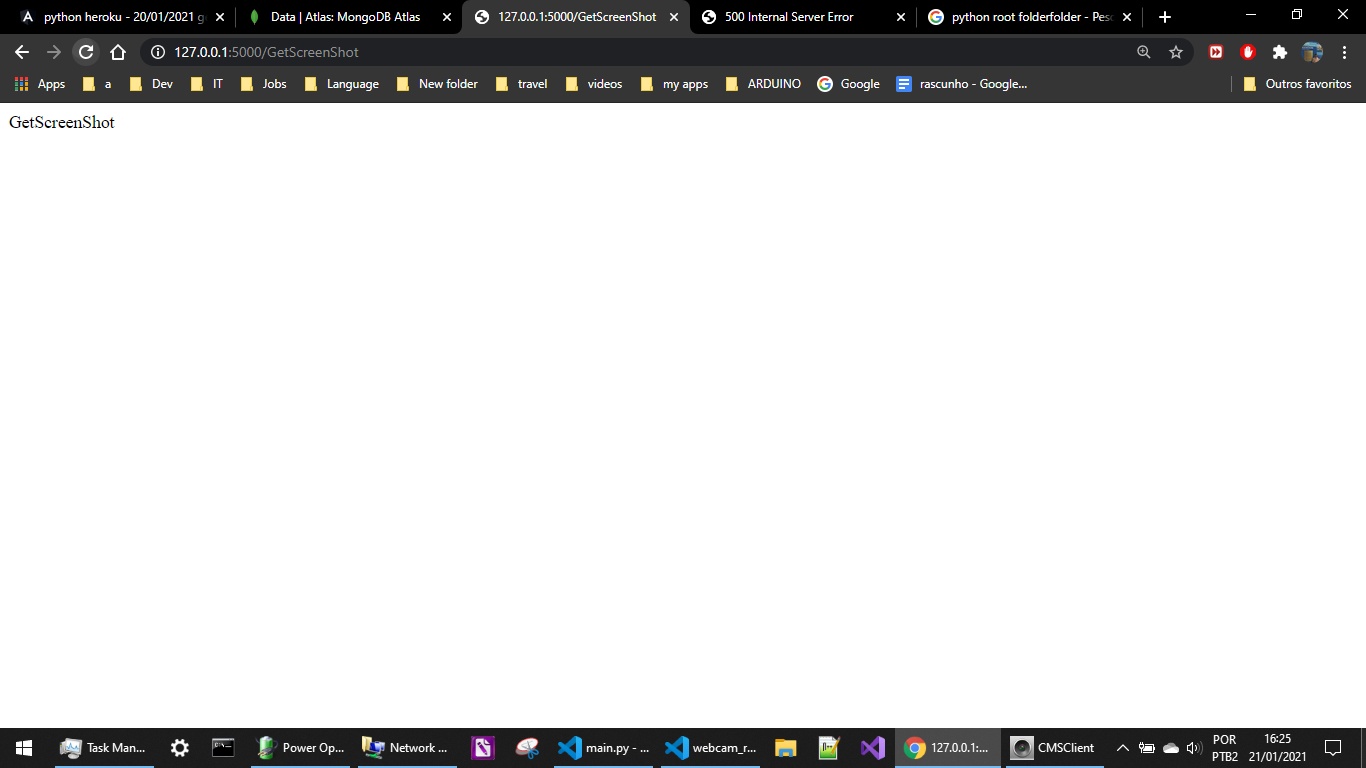 python heroku - 20/01/2021 g
Data | Atlas: MongoDB Atlas
127.0.0.1:5000/GetScreenShot
500 Internal Server Error
python root folderfolder - Pes
127.0.0.1:5000/GetScreenShot
Apps
a
Dev
IT
Jobs
Language
New folder
travel
videos
my apps
ARDUINO
Google
rascunho - Google...
Outros favoritos
GetScreenShot
Task Man...
Power Op...
Network ...
main.py - ...
webcam_r...
127.0.0.1:...
CMSClient
POR
PTB2
16:25
21/01/2021